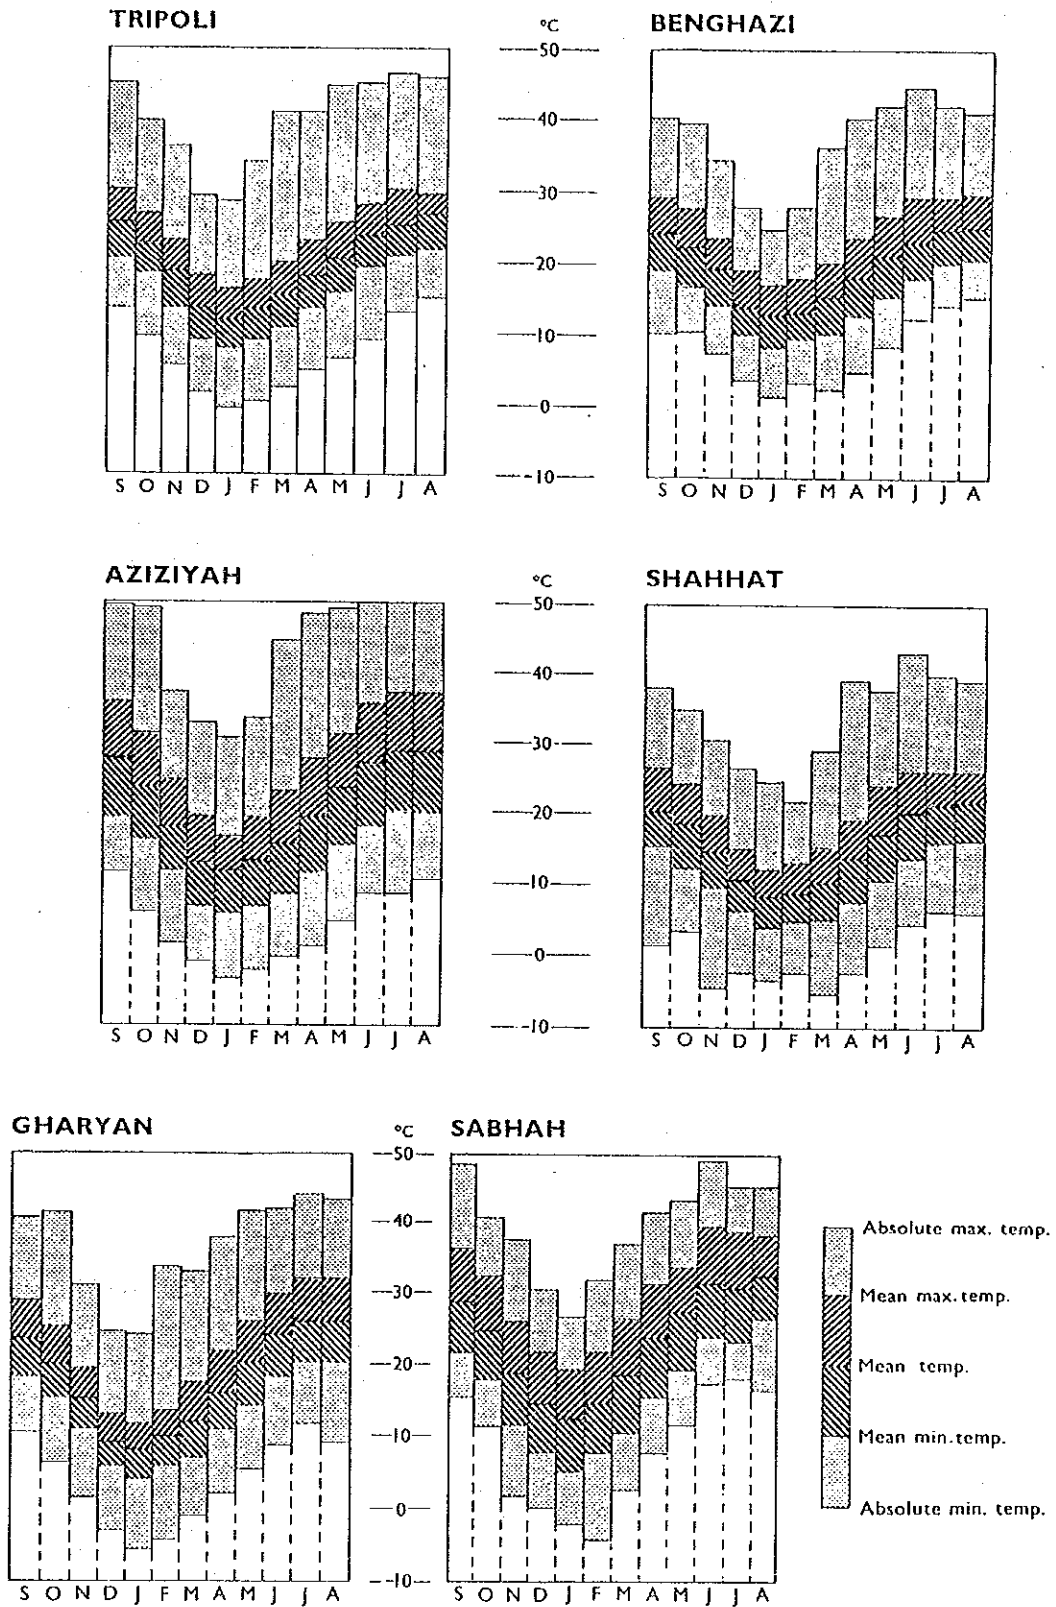 TRIPOLI
°C
BENGHAZI
50
40
30
20
10
0
-10
S O N D J F M A M J J A
S O N D J F M A M J J A
AZIZIYAH
°C
SHAHHAT
50
40
30
20
10
0
-10
S O N D J F M A M J J A
S O N D J F M A M J J A
GHARYAN
°C
SABHAH
50
40
30
20
10
0
-10
S O N D J F M A M J J A
S O N D J F M A M J J A
Absolute max. temp.
Mean max. temp.
Mean temp.
Mean min. temp.
Absolute min. temp.